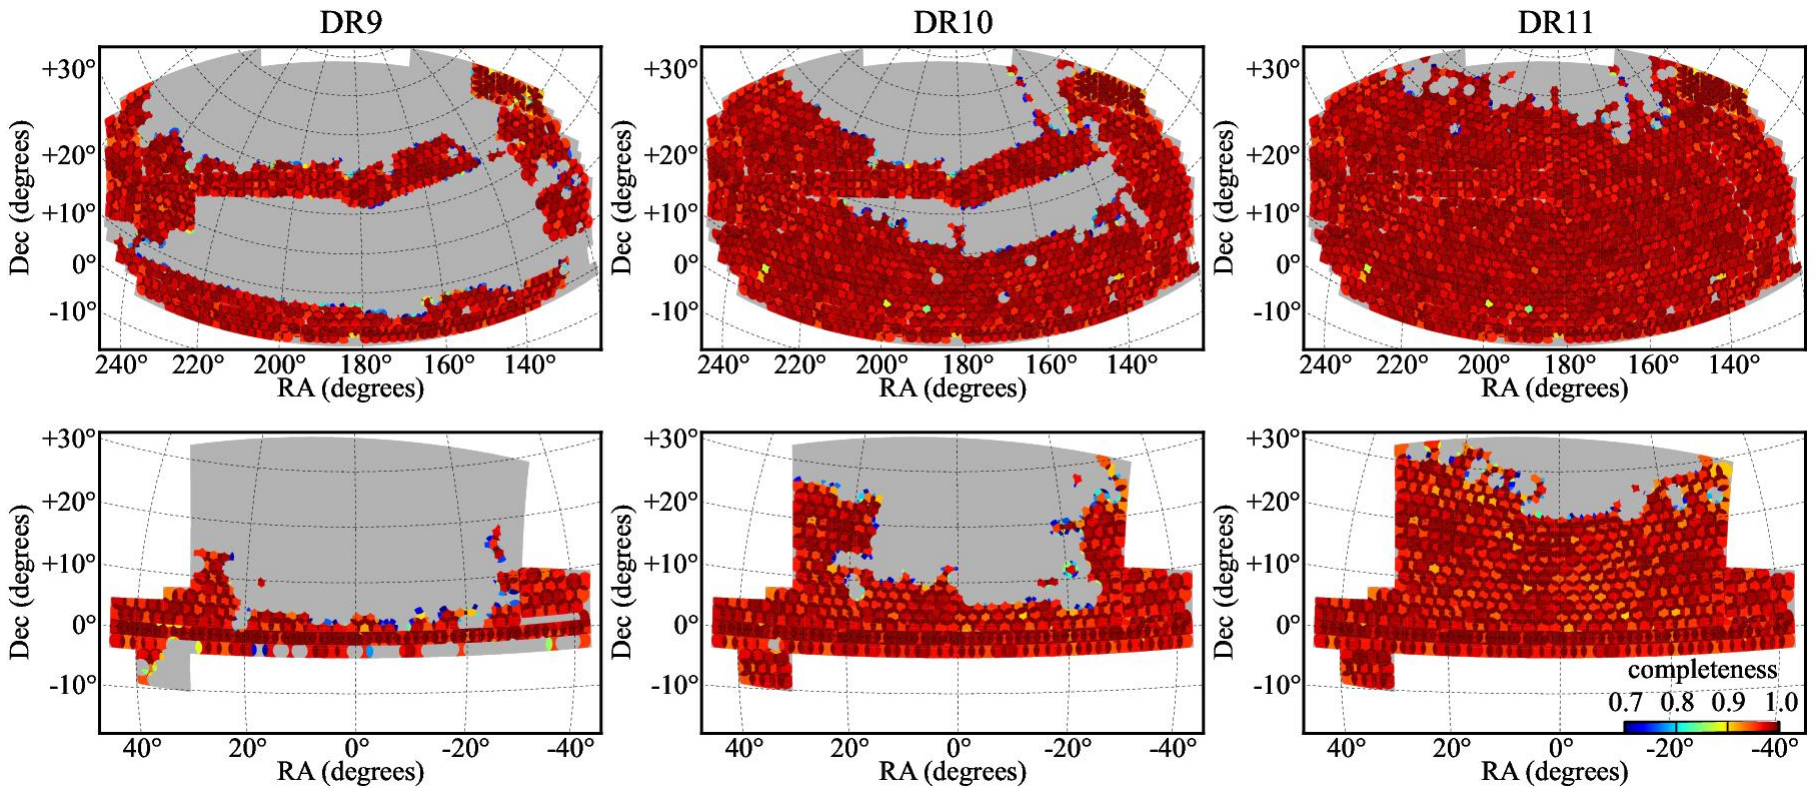 DR9 DR10 DR11
+30° +30° +30°
+20° +20° +20°
+10° +10° +10°
0° 0° 0°
-10° -10° -10°
Dec (degrees) Dec (degrees) Dec (degrees)
240° 220° 200° 180° 160° 140° 240° 220° 200° 180° 160° 140° 240° 220° 200° 180° 160° 140°
RA (degrees) RA (degrees) RA (degrees)
+30° +30° +30°
+20° +20° +20°
+10° +10° +10°
0° 0° 0°
-10° -10° -10°
Dec (degrees) Dec (degrees) Dec (degrees)
completeness
0.7 0.8 0.9 1.0
40° 20° 0° -20° -40° 40° 20° 0° -20° -40° 40° 20° 0° -20° -40°
RA (degrees) RA (degrees) RA (degrees)